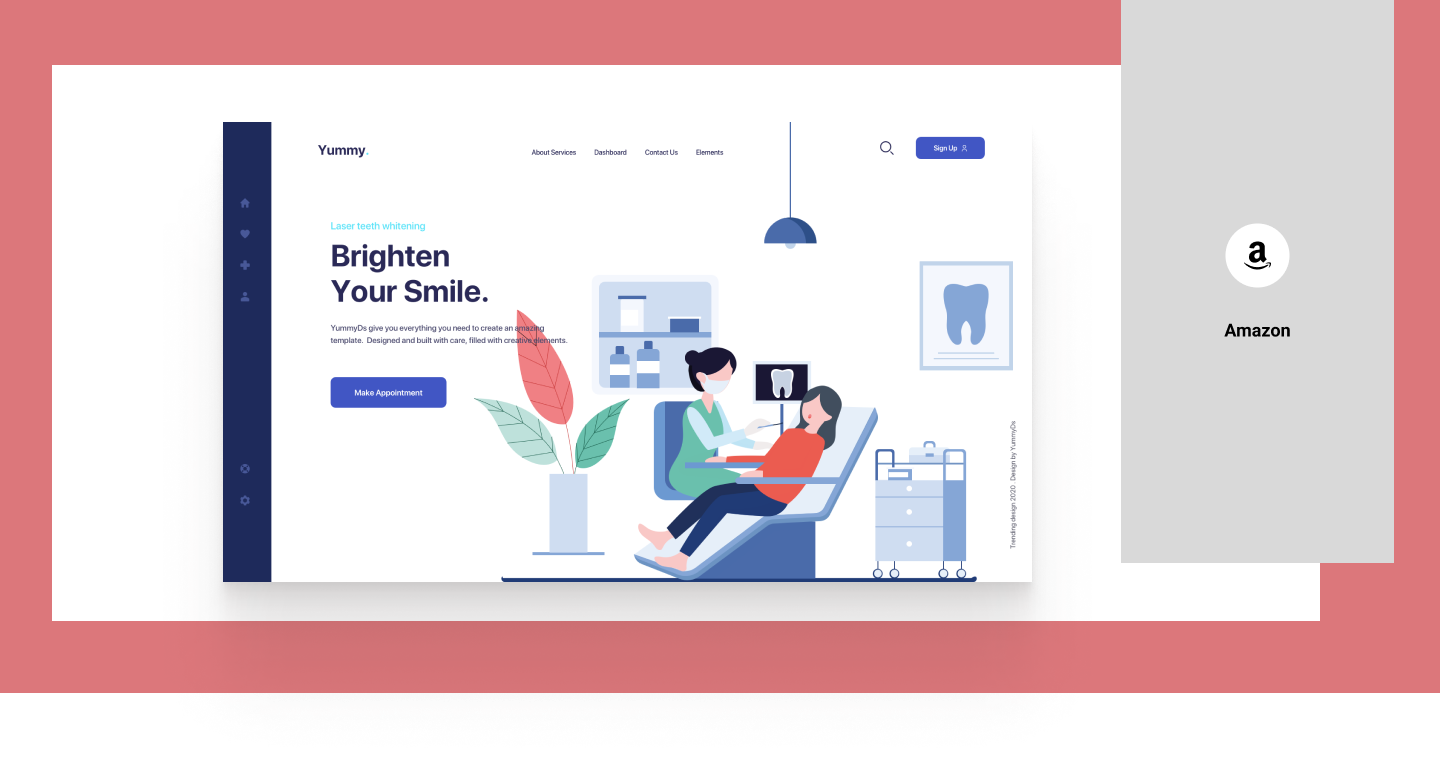 Yummy.
About Services
Dashboard
Contact Us
Elements
Sign Up
Laser teeth whitening
Brighten
Your Smile.
YummyDs give you everything you need to create an amazing
template. Designed and built with care, filled with creative elements.
Make Appointment
Trending design 2020 Design by YummyDs
a
Amazon